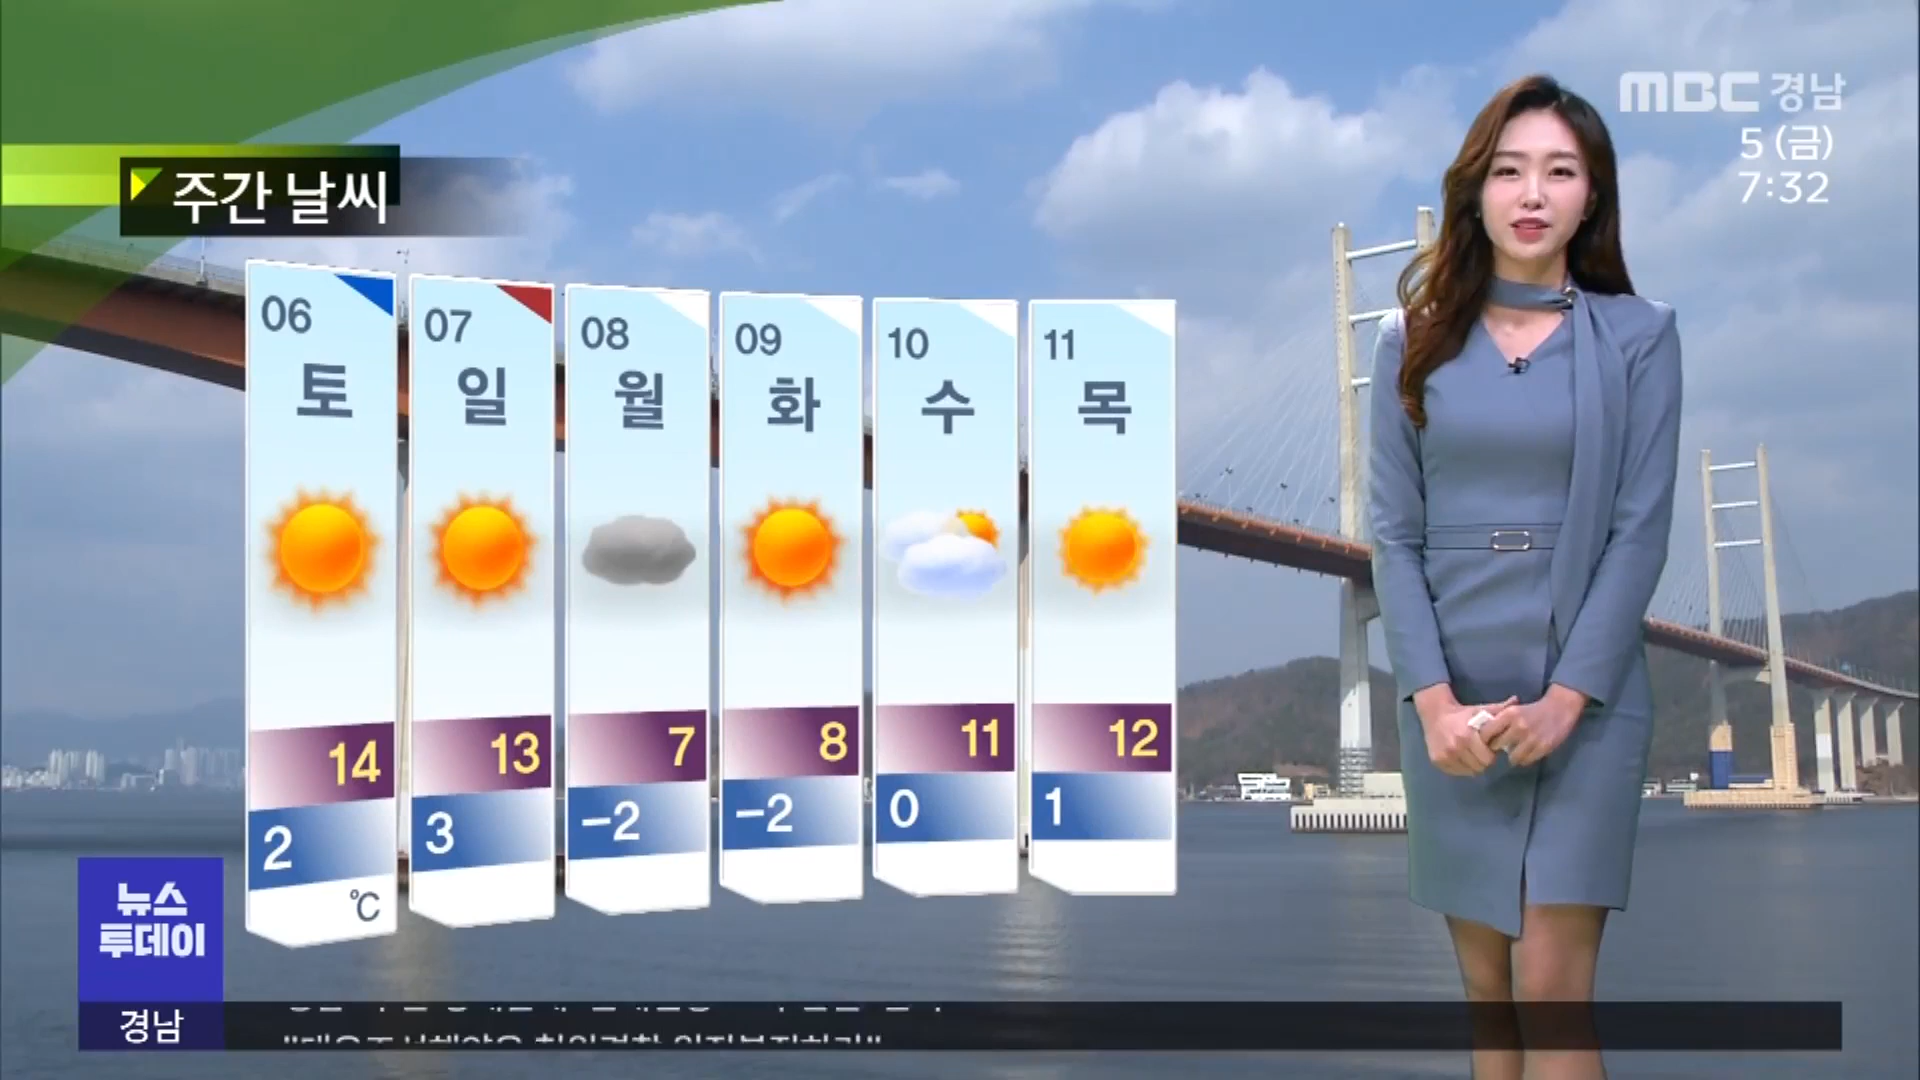 MBC 경남
5 (금)
7:32
주간 날씨
06 07 08 09 10 11
토 일 월 화 수 목
14 13 7 8 11 12
2 3 -2 -2 0 1
℃
뉴스
투데이
경남